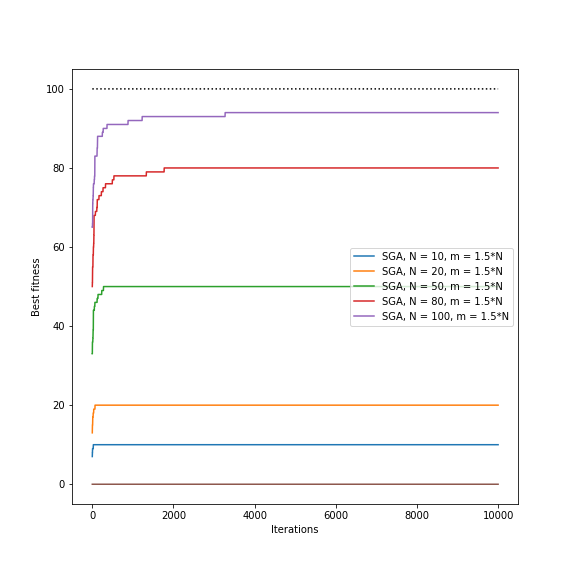 100
80
60
40
20
0
Best fitness
SGA, N = 10, m = 1.5*N
SGA, N = 20, m = 1.5*N
SGA, N = 50, m = 1.5*N
SGA, N = 80, m = 1.5*N
SGA, N = 100, m = 1.5*N
0 2000 4000 6000 8000 10000
Iterations